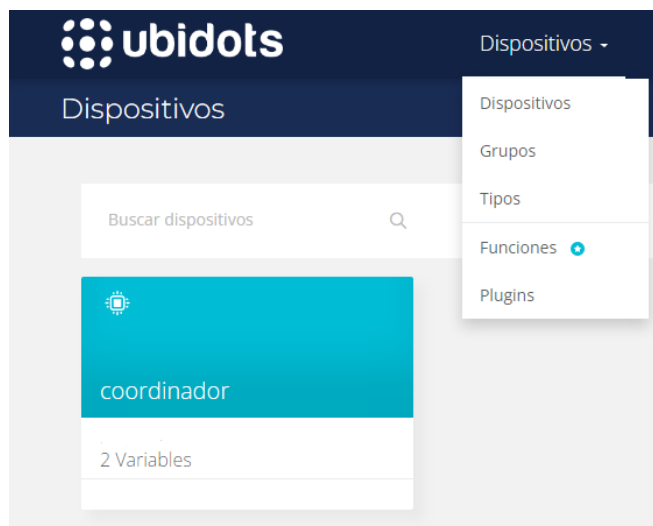 ubidots
Dispositivos
Dispositivos
Dispositivos
Grupos
Tipos
Funciones
Plugins
Buscar dispositivos
coordinador
2 Variables